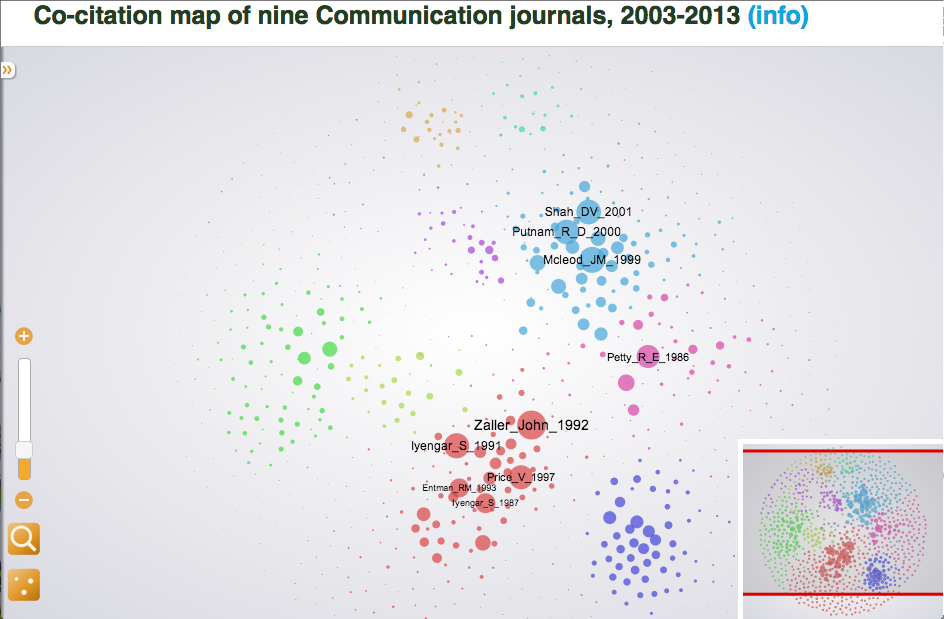 Co-citation map of nine Communication journals, 2003-2013 (info)
Shah_DV_2001
Putnam_R_D_2000
Mcleod_JM_1999
Petty_R_E_1986
Zaller_John_1992
Iyengar_S_1991
Price_V_1997
Entman_RM_1993
Iyengar_S_1987